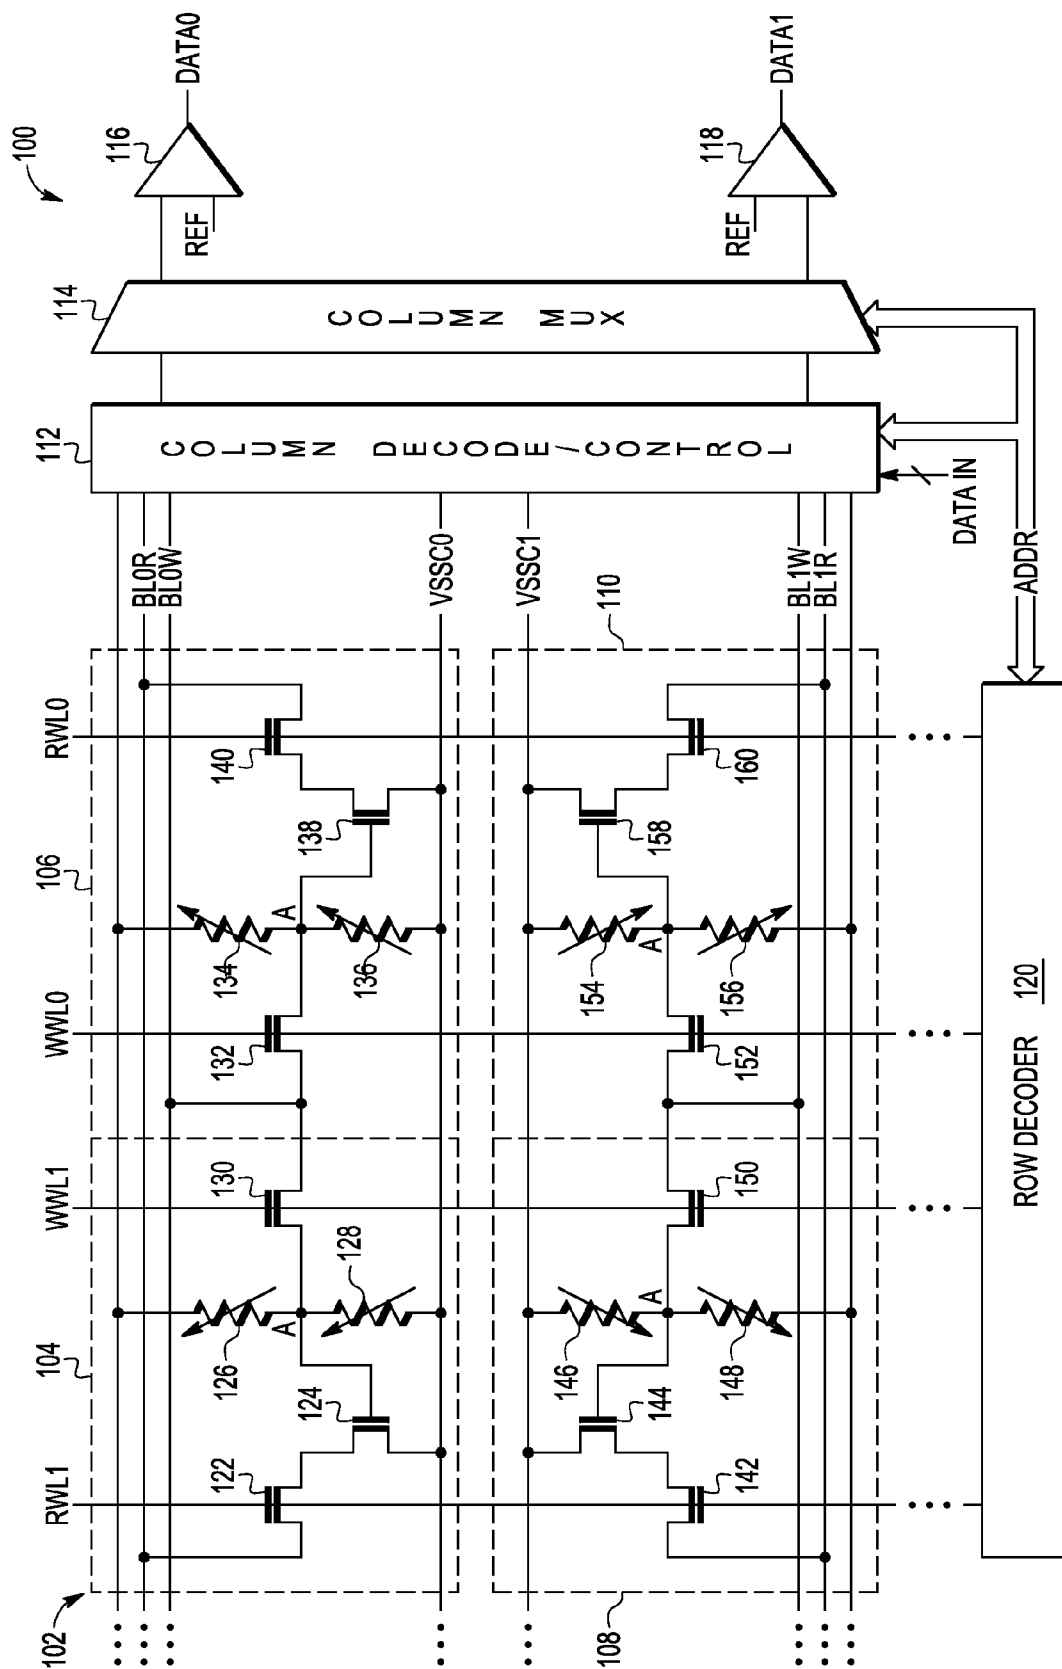 100
102
RWL1
104
WWL1
WWL0
106
RWL0
112
114
116
DATA0
REF
122
124
126
A
128
130
132
134
A
136
138
140
BL0R
BL0W
VSSC0
COLUMN DECODE/CONTROL
COLUMN MUX
VSSC1
110
142
144
146
A
148
150
152
154
A
156
158
160
BL1W
BL1R
108
118
REF
DATA1
DATA IN
ADDR
ROW DECODER 120